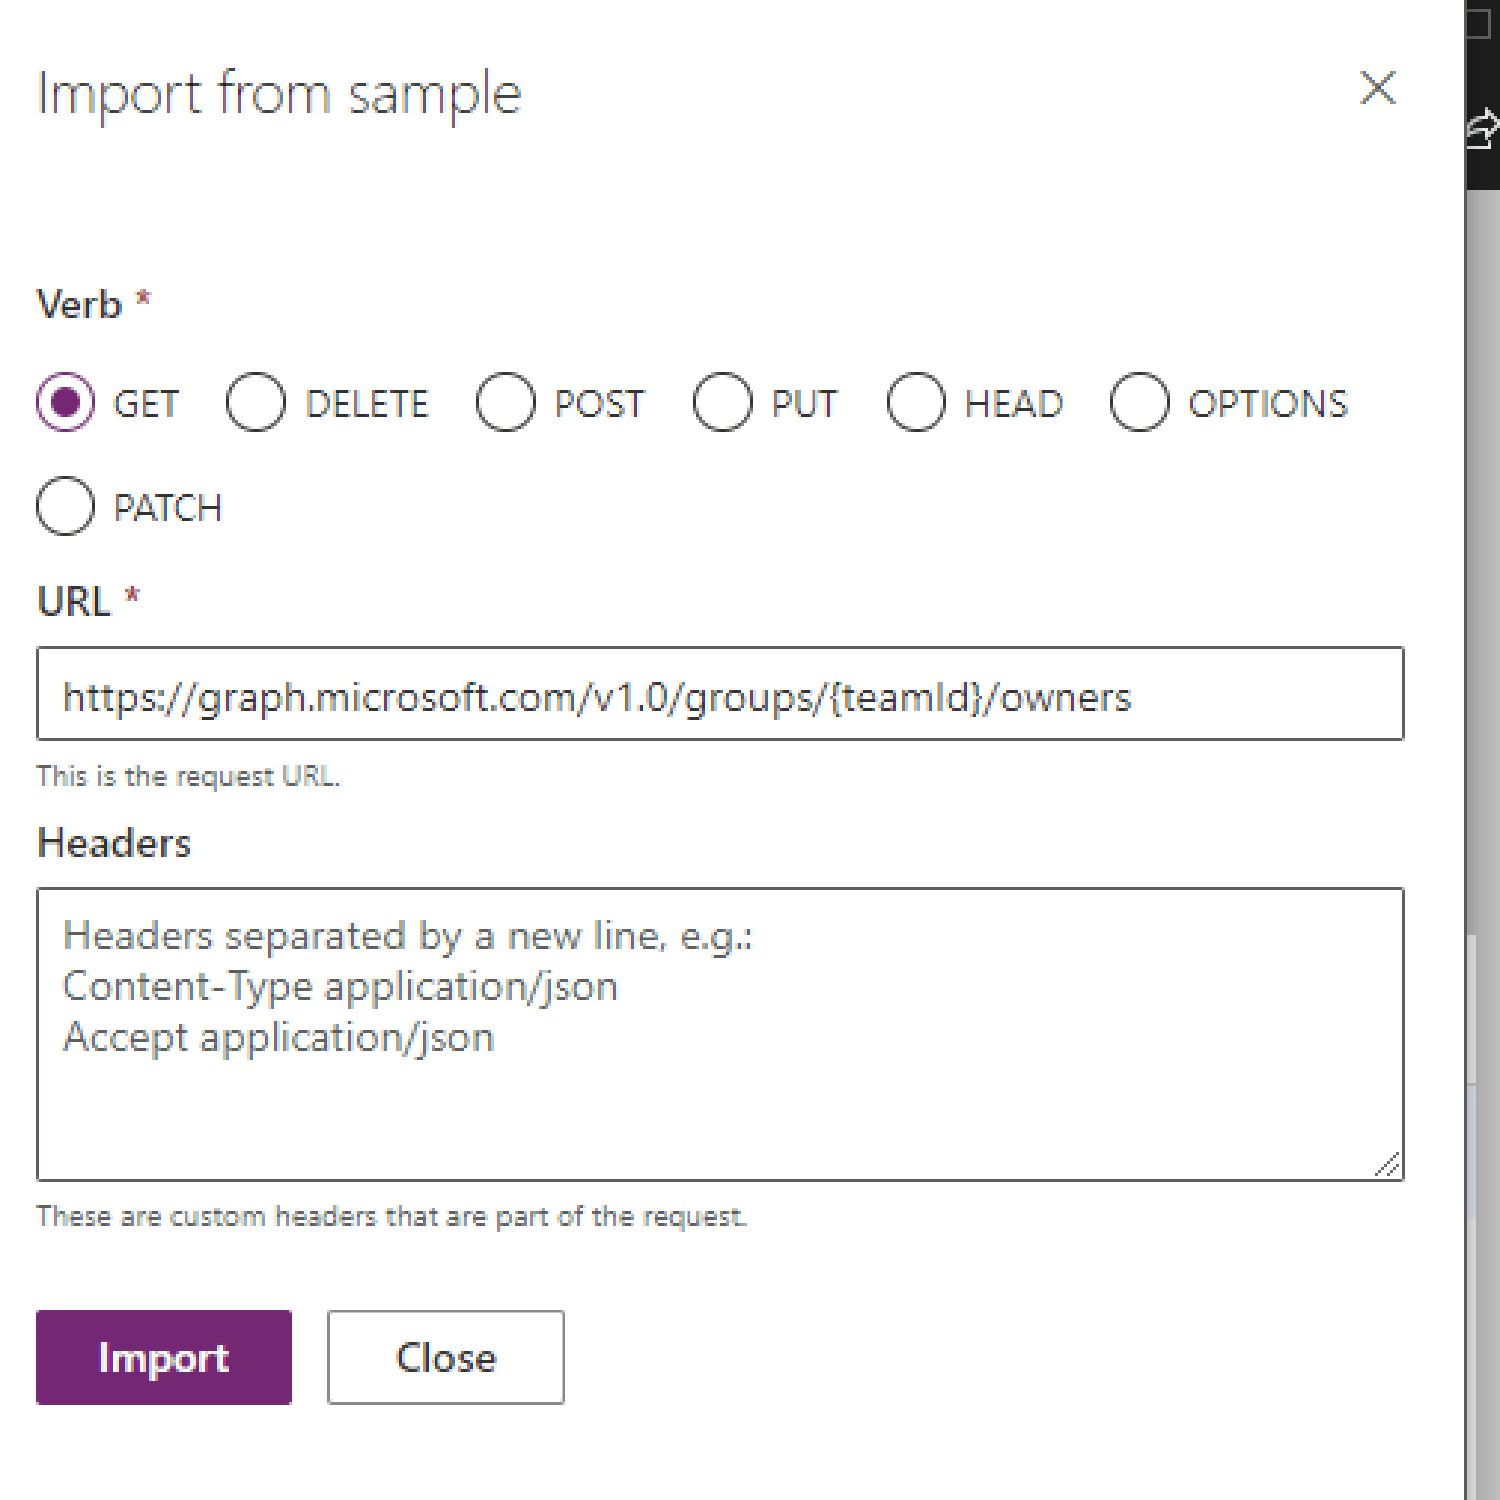 Import from sample
Verb *
GET DELETE POST PUT HEAD OPTIONS
PATCH
URL *
https://graph.microsoft.com/v1.0/groups/{teamId}/owners
This is the request URL.
Headers
Headers separated by a new line, e.g.:
Content-Type application/json
Accept application/json
These are custom headers that are part of the request.
Import Close